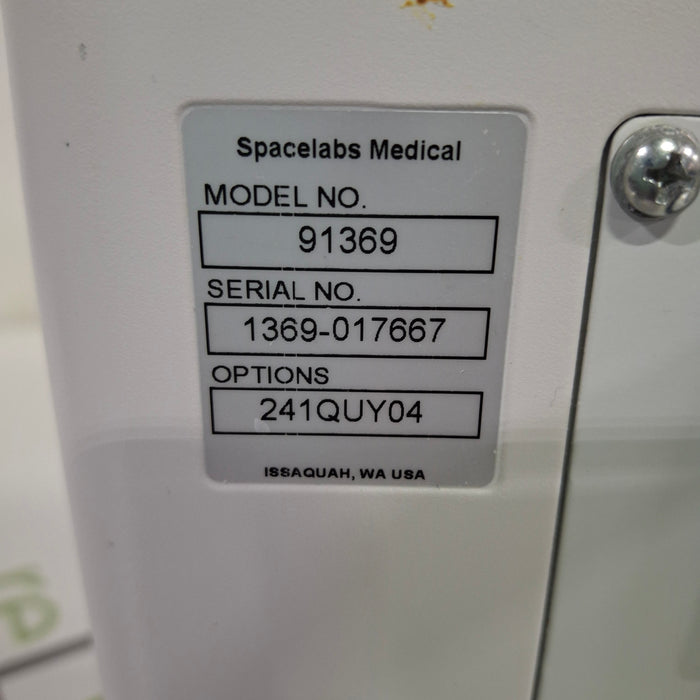 Spacelabs Medical
MODEL NO.
91369
SERIAL NO.
1369-017667
OPTIONS
241QUY04
ISSAQUAH, WA USA